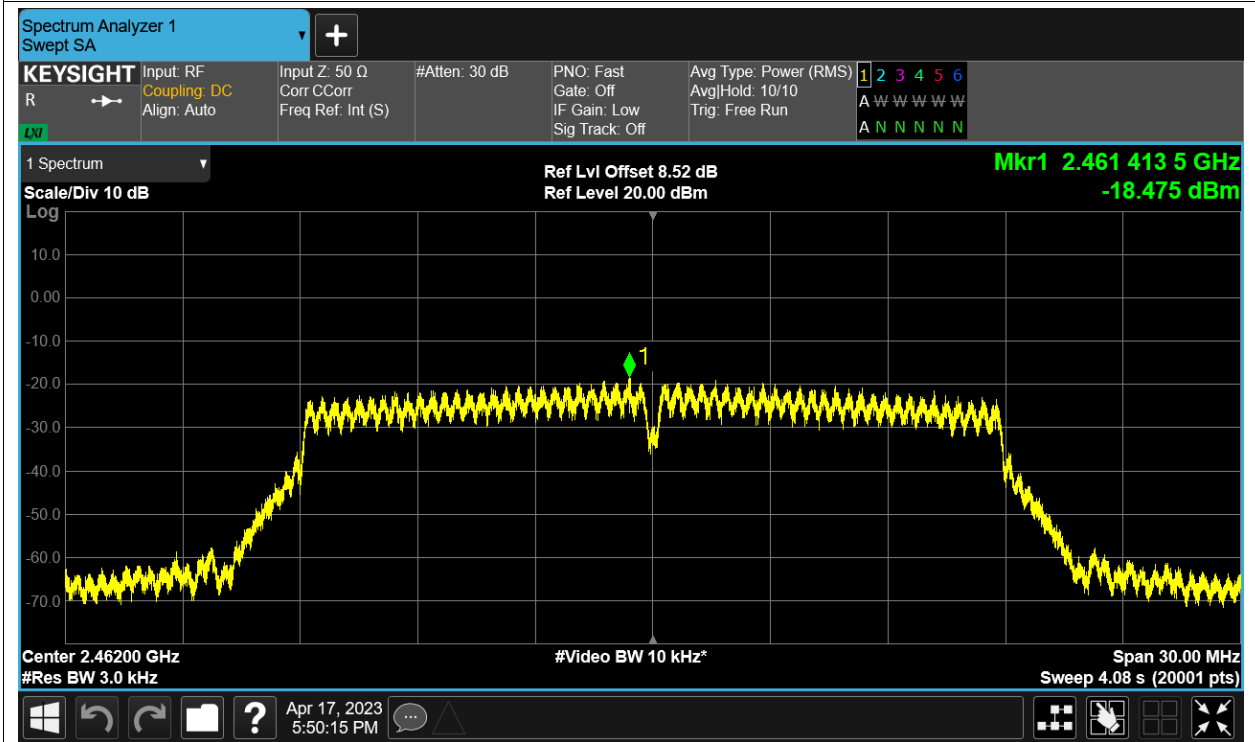 Spectrum Analyzer 1
Swept SA
KEYSIGHT
R
LXI
Input: RF
Coupling: DC
Align: Auto
Input Z: 50 Ω
Corr CCorr
Freq Ref: Int (S)
#Atten: 30 dB
PNO: Fast
Gate: Off
IF Gain: Low
Sig Track: Off
Avg Type: Power (RMS)
Avg|Hold: 10/10
Trig: Free Run
1 2 3 4 5 6
A W W W W W
A N N N N N
1 Spectrum
Scale/Div 10 dB
Log
Ref Lvl Offset 8.52 dB
Ref Level 20.00 dBm
Mkr1 2.461 413 5 GHz
-18.475 dBm
10.0
0.00
-10.0
-20.0
-30.0
-40.0
-50.0
-60.0
-70.0
1
Center 2.46200 GHz
#Res BW 3.0 kHz
#Video BW 10 kHz*
Span 30.00 MHz
Sweep 4.08 s (20001 pts)
?
Apr 17, 2023
5:50:15 PM